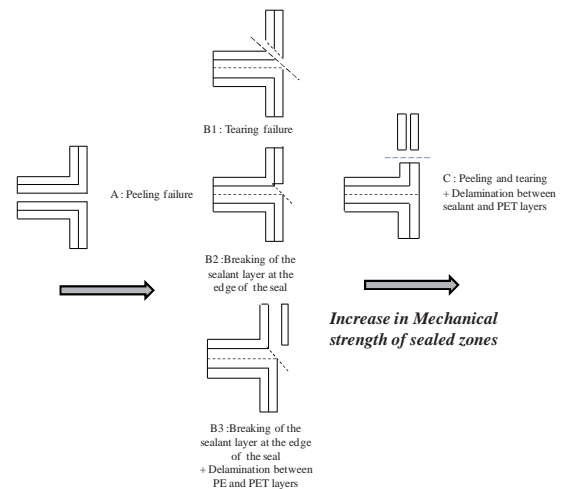 B1 : Tearing failure
A : Peeling failure
C : Peeling and tearing
+ Delamination between
sealant and PET layers
B2 :Breaking of the
sealant layer at the
edge of the seal
Increase in Mechanical
strength of sealed zones
B3 :Breaking of the
sealant layer at the edge
of the seal
+ Delamination between
PE and PET layers